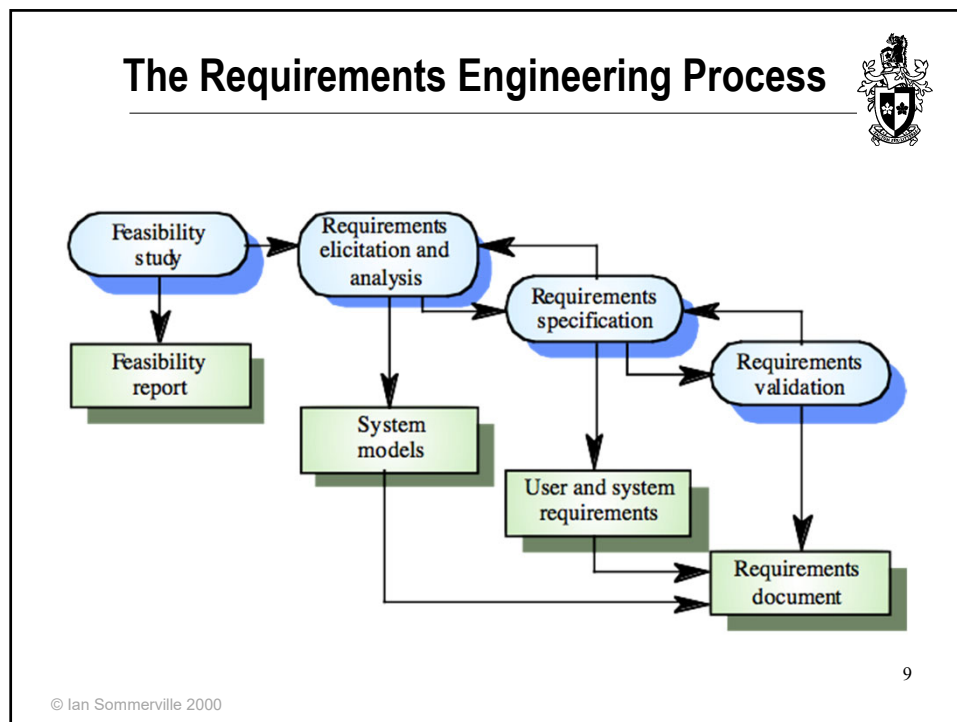 The Requirements Engineering Process
Feasibility
study
Requirements
elicitation and
analysis
Requirements
specification
Requirements
validation
Feasibility
report
System
models
User and system
requirements
Requirements
document
9
© Ian Sommerville 2000